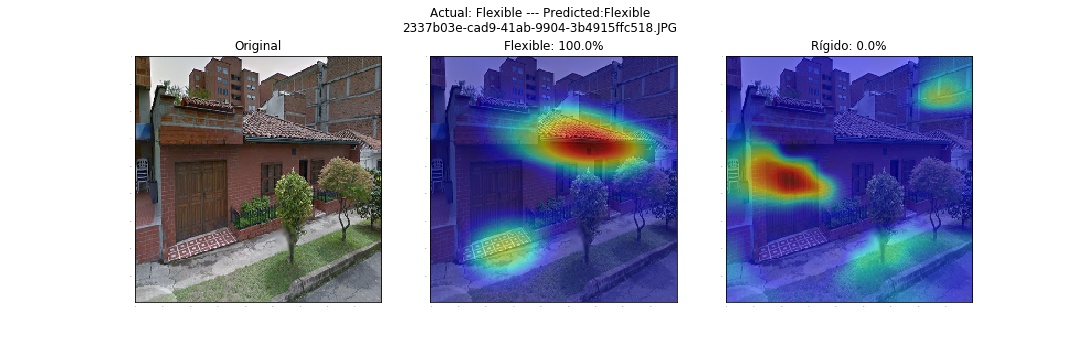 Actual: Flexible --- Predicted:Flexible
2337b03e-cad9-41ab-9904-3b4915ffc518.JPG
Original
Flexible: 100.0%
Rígido: 0.0%